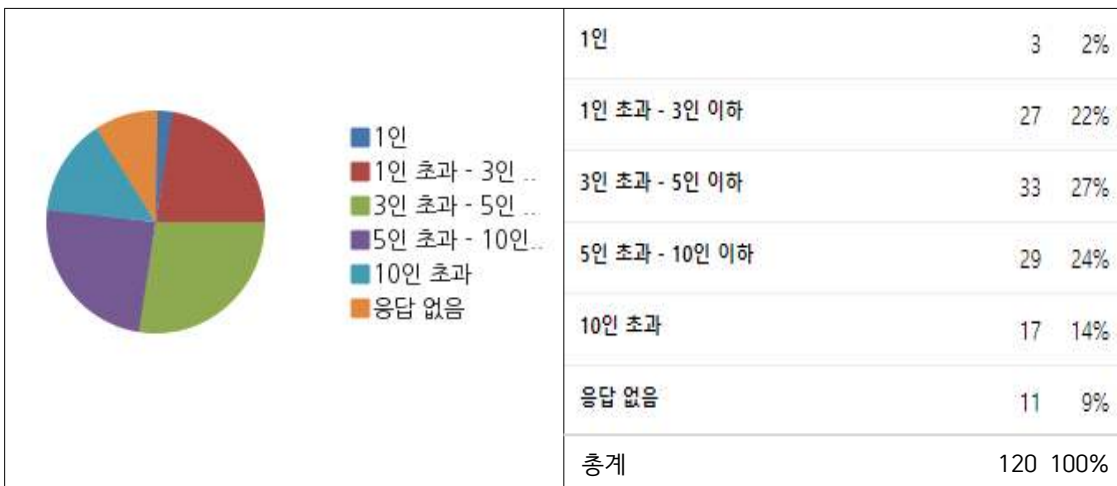 1인
1인 초과 - 3인 ..
3인 초과 - 5인 ..
5인 초과 - 10인..
10인 초과
응답 없음
1인 3 2%
1인 초과 - 3인 이하 27 22%
3인 초과 - 5인 이하 33 27%
5인 초과 - 10인 이하 29 24%
10인 초과 17 14%
응답 없음 11 9%
총계 120 100%